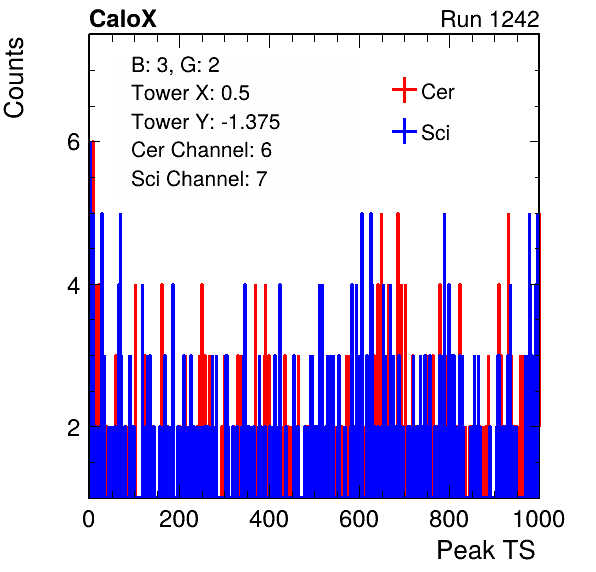 CaloX Run 1242
Counts
B: 3, G: 2
Tower X: 0.5
Tower Y: -1.375
Cer Channel: 6
Sci Channel: 7
Cer
Sci
6
4
2
0 200 400 600 800 1000
Peak TS